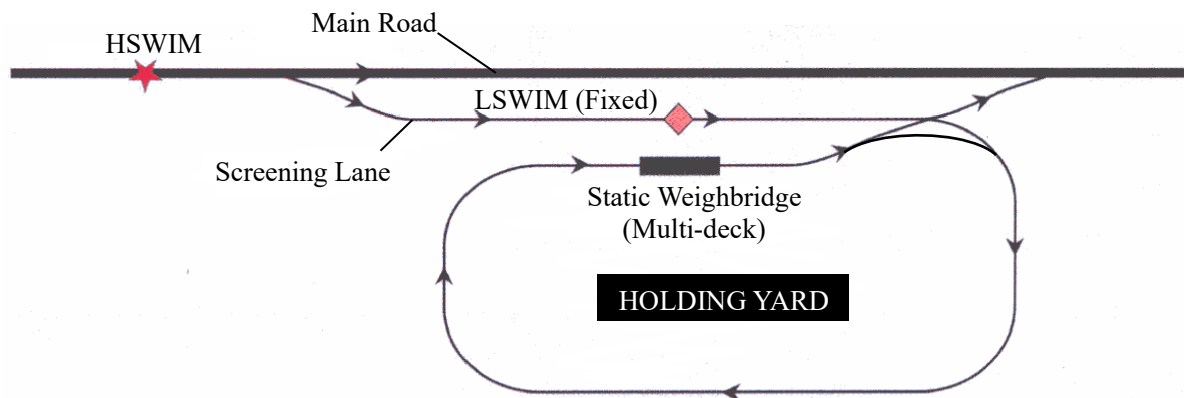 Main Road
HSWIM
LSWIM (Fixed)
Screening Lane
Static Weighbridge
(Multi-deck)
HOLDING YARD